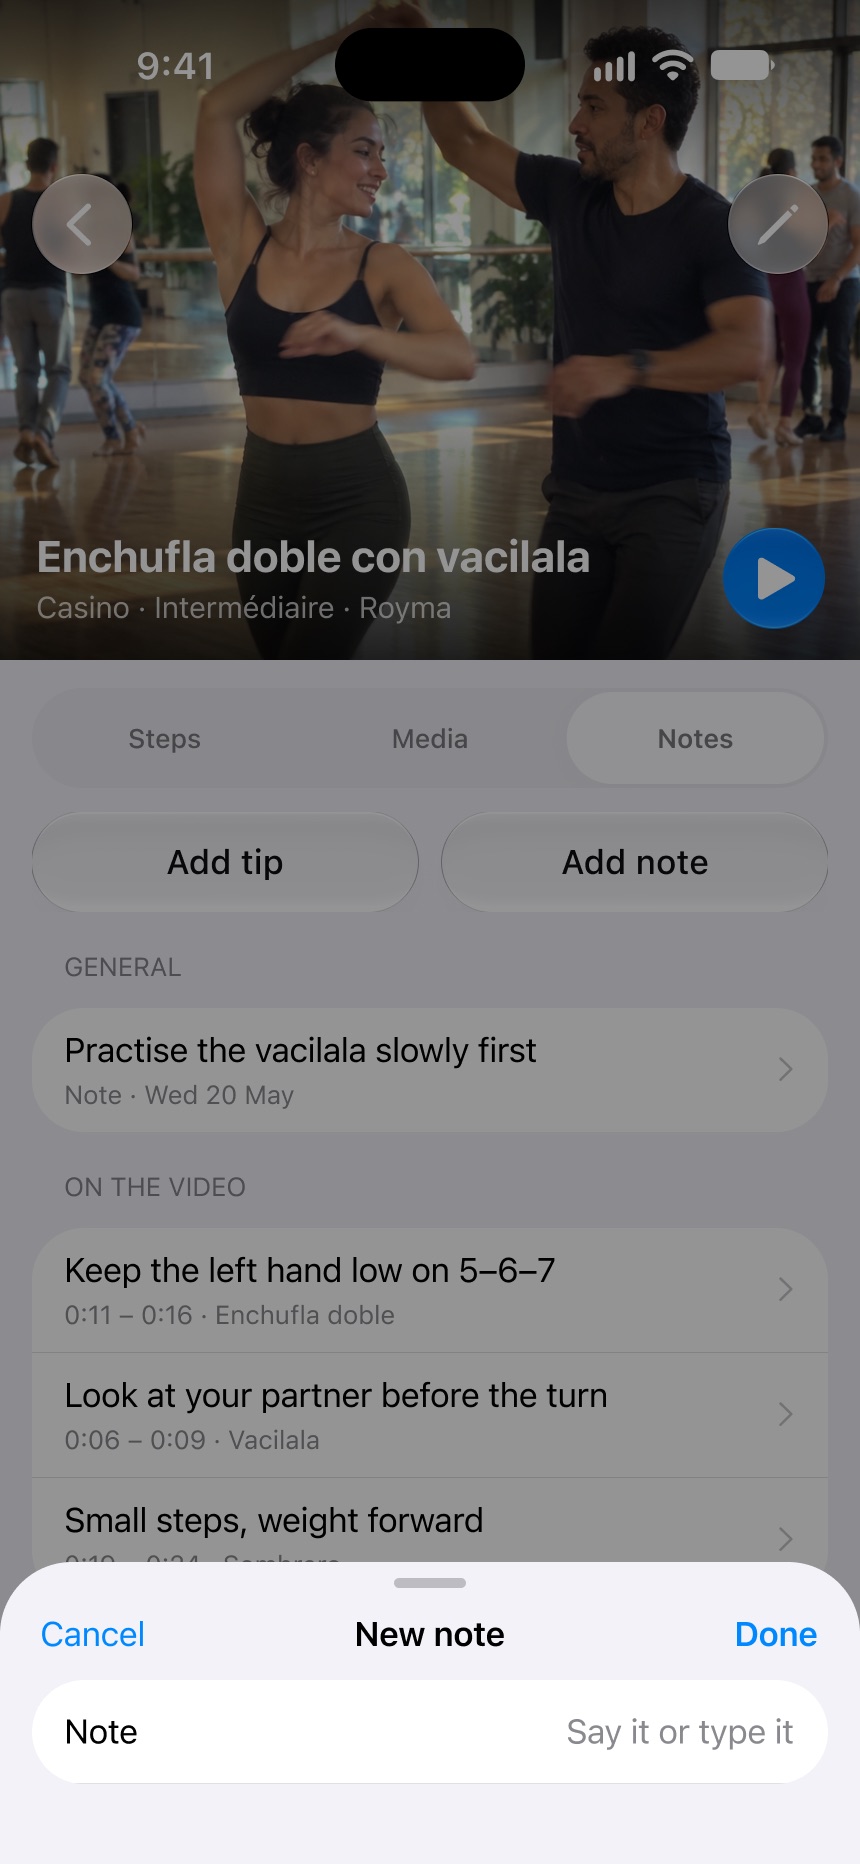 9:41
Enchufla doble con vacilala
Casino · Intermédiaire · Royma
Steps Media Notes
Add tip Add note
GENERAL
Practise the vacilala slowly first
Note · Wed 20 May
ON THE VIDEO
Keep the left hand low on 5–6–7
0:11 – 0:16 · Enchufla doble
Look at your partner before the turn
0:06 – 0:09 · Vacilala
Small steps, weight forward
Cancel New note Done
Note Say it or type it